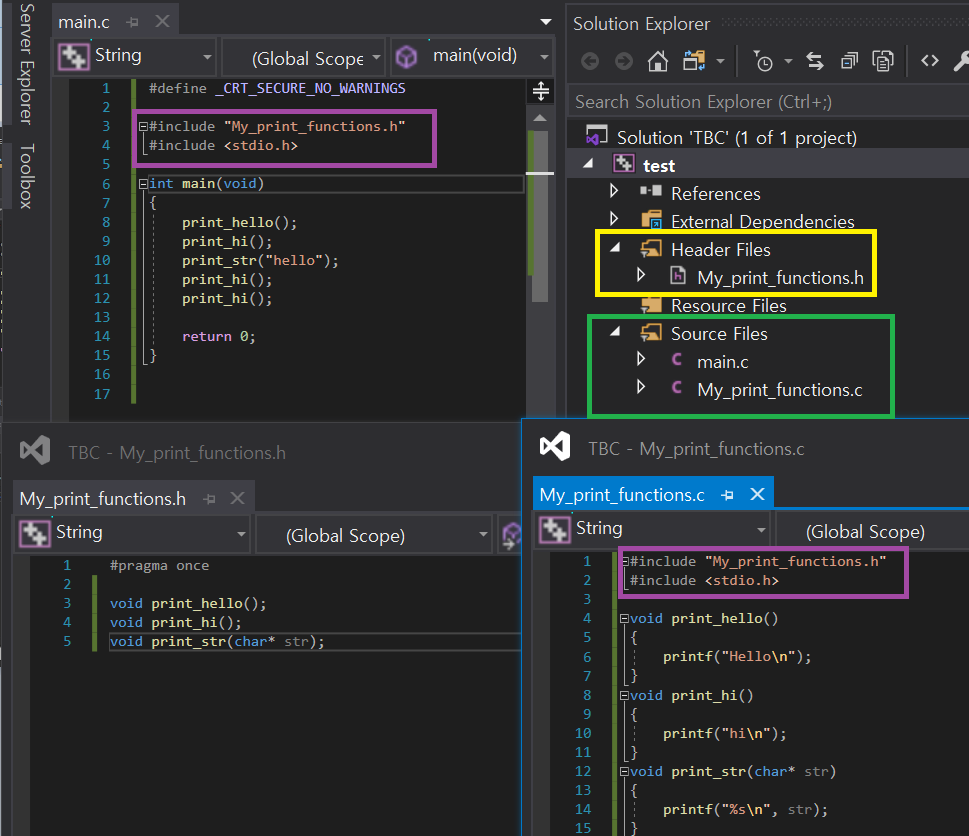 Server Explorer
Toolbox
main.c
String
(Global Scope)
main(void)
1 #define _CRT_SECURE_NO_WARNINGS
2
3 #include "My_print_functions.h"
4 #include <stdio.h>
5
6 int main(void)
7 {
8 print_hello();
9 print_hi();
10 print_str("hello");
11 print_hi();
12 print_hi();
13
14 return 0;
15 }
16
17
Solution Explorer
Search Solution Explorer (Ctrl+;)
Solution 'TBC' (1 of 1 project)
test
References
External Dependencies
Header Files
My_print_functions.h
Resource Files
Source Files
main.c
My_print_functions.c
TBC - My_print_functions.h
My_print_functions.h
String
(Global Scope)
1 #pragma once
2
3 void print_hello();
4 void print_hi();
5 void print_str(char* str);
TBC - My_print_functions.c
My_print_functions.c
String
(Global Scope)
1 #include "My_print_functions.h"
2 #include <stdio.h>
3
4 void print_hello()
5 {
6 printf("Hello\n");
7 }
8 void print_hi()
9 {
10 printf("hi\n");
11 }
12 void print_str(char* str)
13 {
14 printf("%s\n", str);
15 }